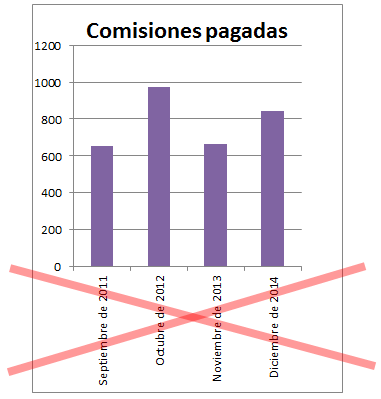 Comisiones pagadas
1200
1000
800
600
400
200
0
Septiembre de 2011
Octubre de 2012
Noviembre de 2013
Diciembre de 2014